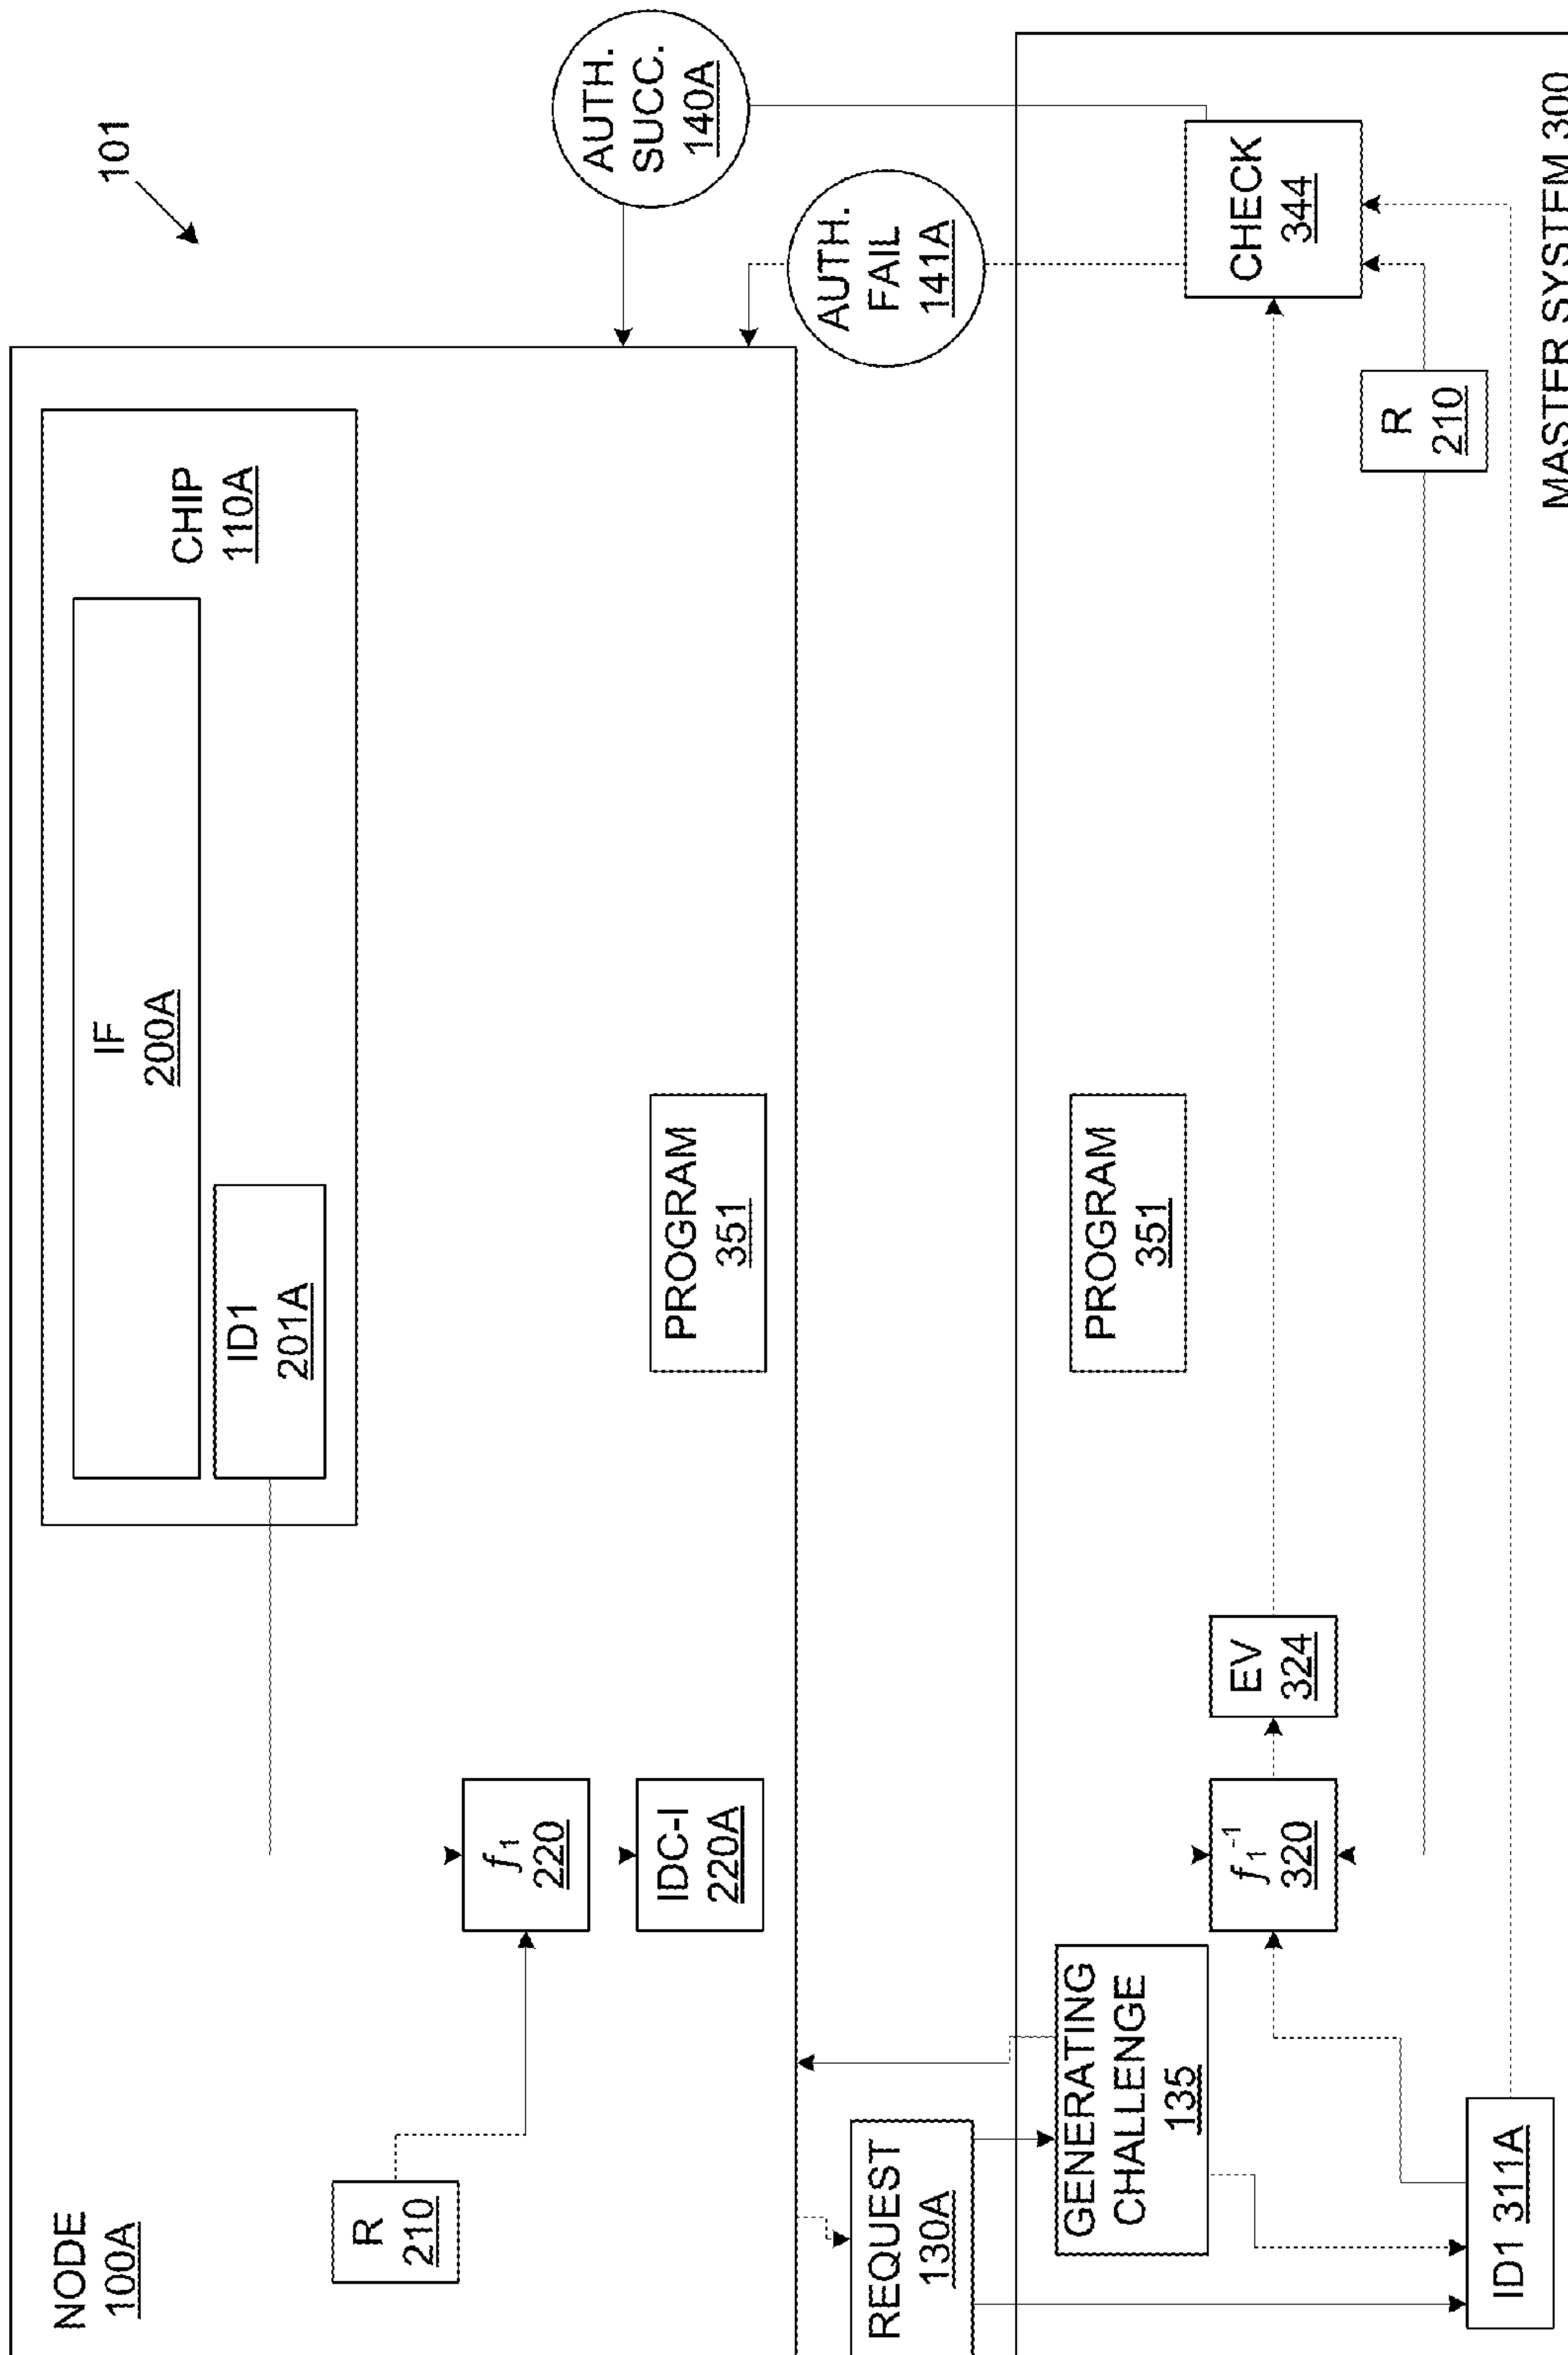 101
NODE
100A
IF
200A
CHIP
110A
ID1
201A
R
210
f₁
220
IDC-I
220A
PROGRAM
351
AUTH.
SUCC.
140A
AUTH.
FAIL
141A
REQUEST
130A
GENERATING
CHALLENGE
135
PROGRAM
351
f₁⁻¹
320
EV
324
CHECK
344
R
210
ID1 311A
MASTER SYSTEM 300